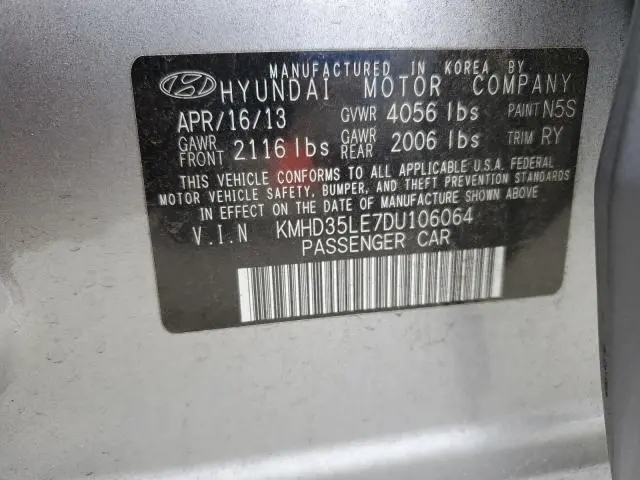 MANUFACTURED IN KOREA BY
HYUNDAI MOTOR COMPANY
APR/16/13 GVWR 4056 lbs PAINT N5S
GAWR FRONT 2116 lbs GAWR REAR 2006 lbs TRIM RY
THIS VEHICLE CONFORMS TO ALL APPLICABLE U.S.A. FEDERAL
MOTOR VEHICLE SAFETY, BUMPER, AND THEFT PREVENTION STANDARDS
IN EFFECT ON THE DATE OF MANUFACTURE SHOWN ABOVE
V.I.N KMHD35LE7DU106064
PASSENGER CAR